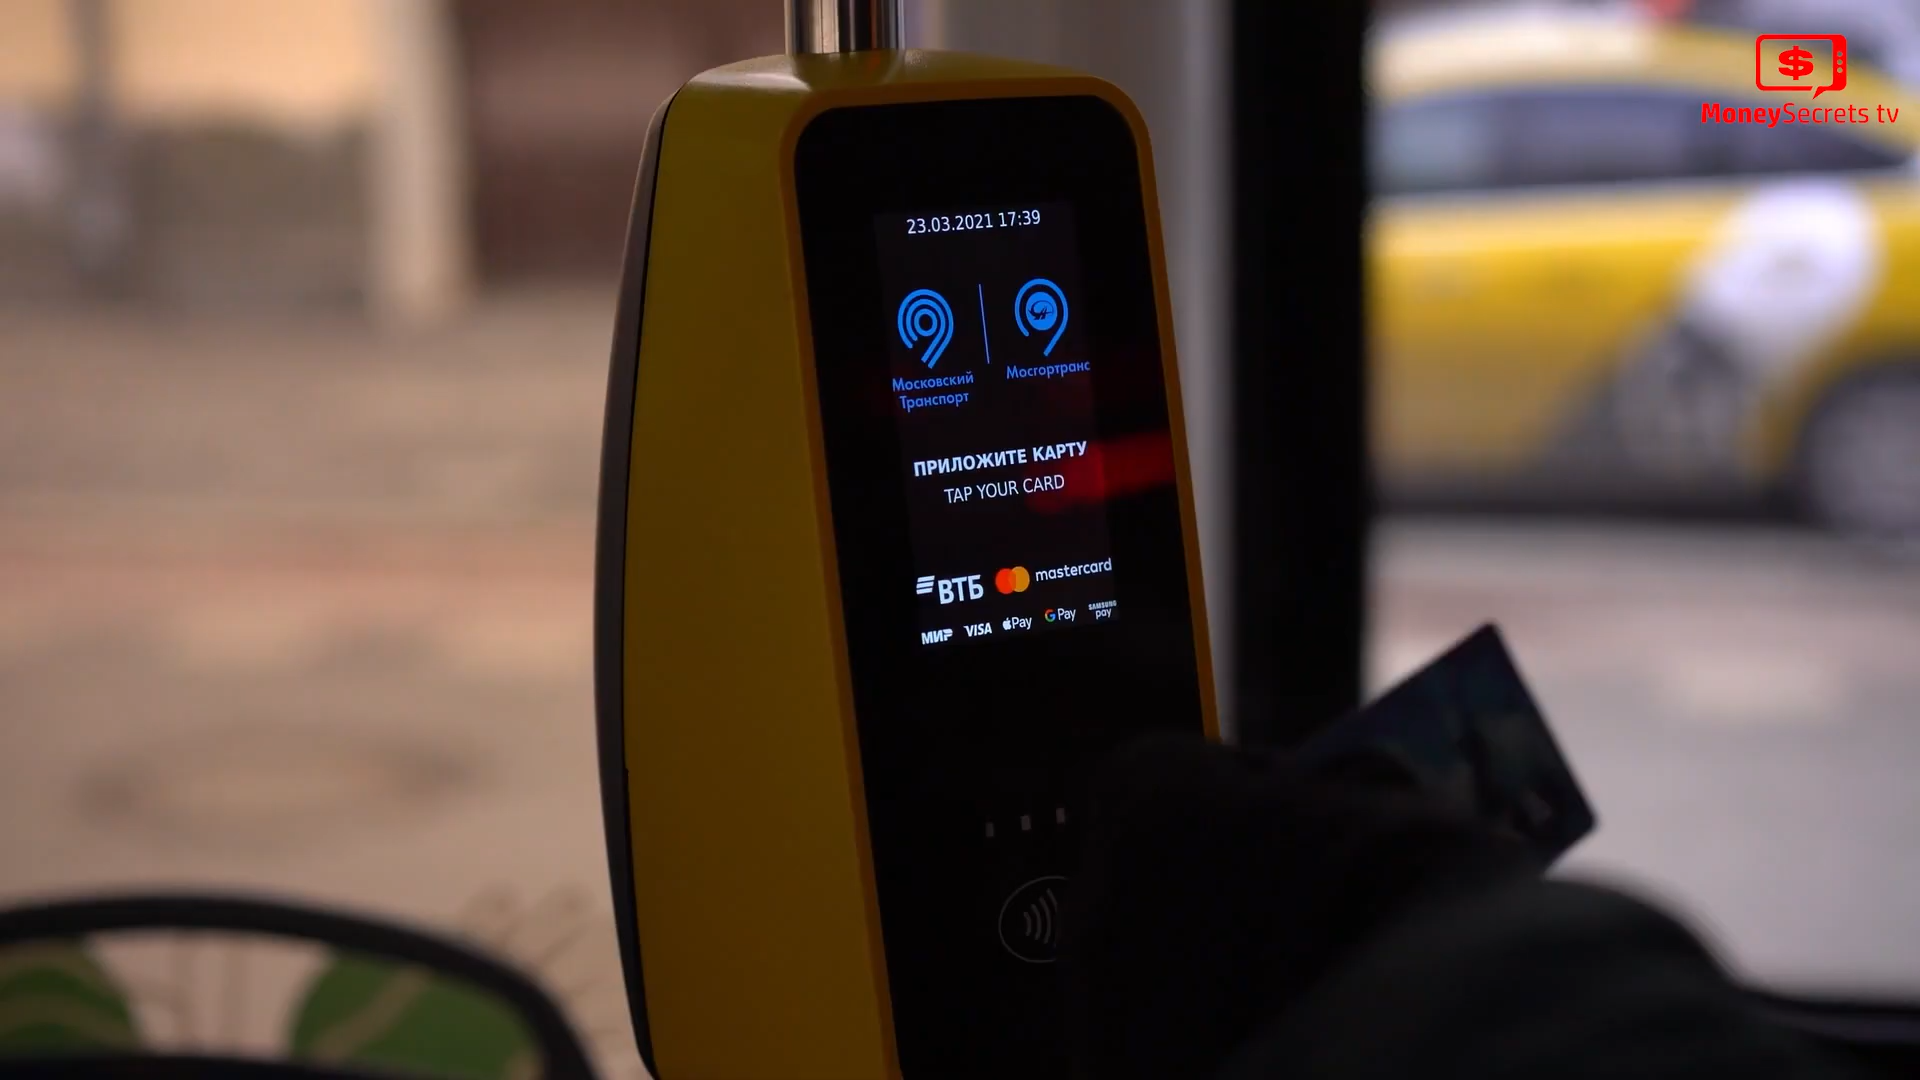 MoneySecrets tv
23.03.2021 17:39
Московский
Транспорт
Мосгортранс
ПРИЛОЖИТЕ КАРТУ
TAP YOUR CARD
ВТБ mastercard
МИР VISA Pay G Pay SAMSUNG pay